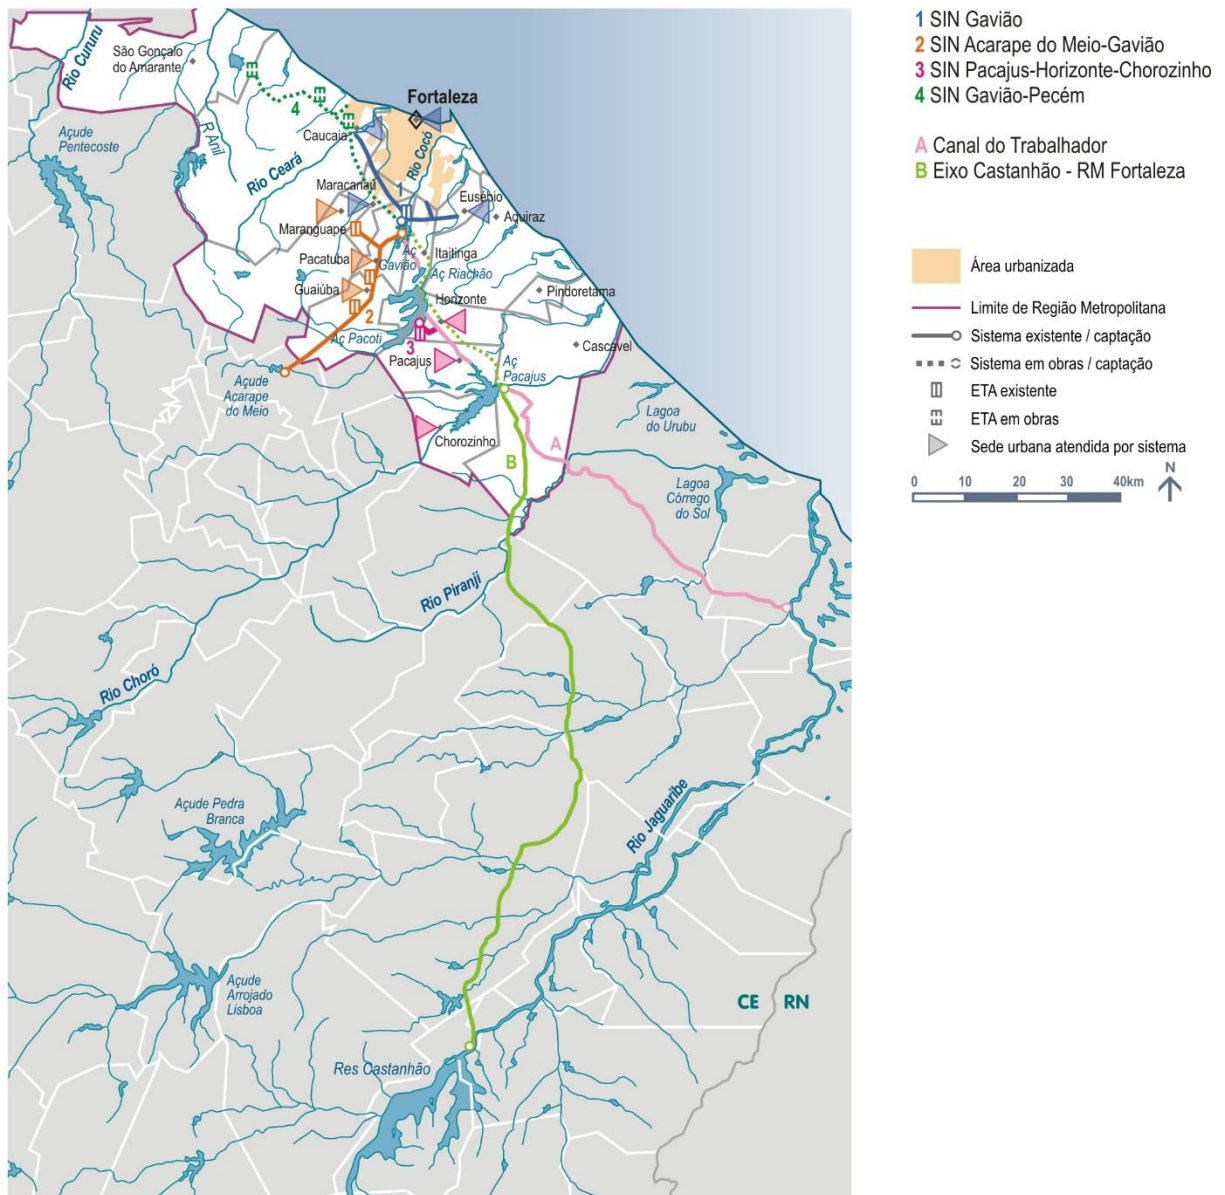 1 SIN Gavião
2 SIN Acarape do Meio-Gavião
3 SIN Pacajus-Horizonte-Chorozinho
4 SIN Gavião-Pecém
A Canal do Trabalhador
B Eixo Castanhão - RM Fortaleza
Área urbanizada
Limite de Região Metropolitana
Sistema existente / captação
Sistema em obras / captação
ETA existente
ETA em obras
Sede urbana atendida por sistema
0 10 20 30 40km
N
Rio Cururu
São Gonçalo
do Amarante
Açude
Pentecoste
R Anil
4
Fortaleza
Caucaia
Rio Cocó
Rio Ceará
Maracanaú
1
Eusébio
Aquiraz
Maranguape
Pacatuba
Aç
Gavião
Itaitinga
Aç Riachão
Guaiúba
Horizonte
Pindoretama
2
Aç Pacoti
3
Cascavel
Pacajus
Aç
Pacajus
Açude
Acarape
do Meio
Chorozinho
Lagoa
do Urubu
A
B
Lagoa
Córrego
do Sol
Rio Piranji
Rio Choró
Açude Pedra
Branca
Rio Jaguaribe
Açude
Arrojado
Lisboa
CE RN
Res Castanhão